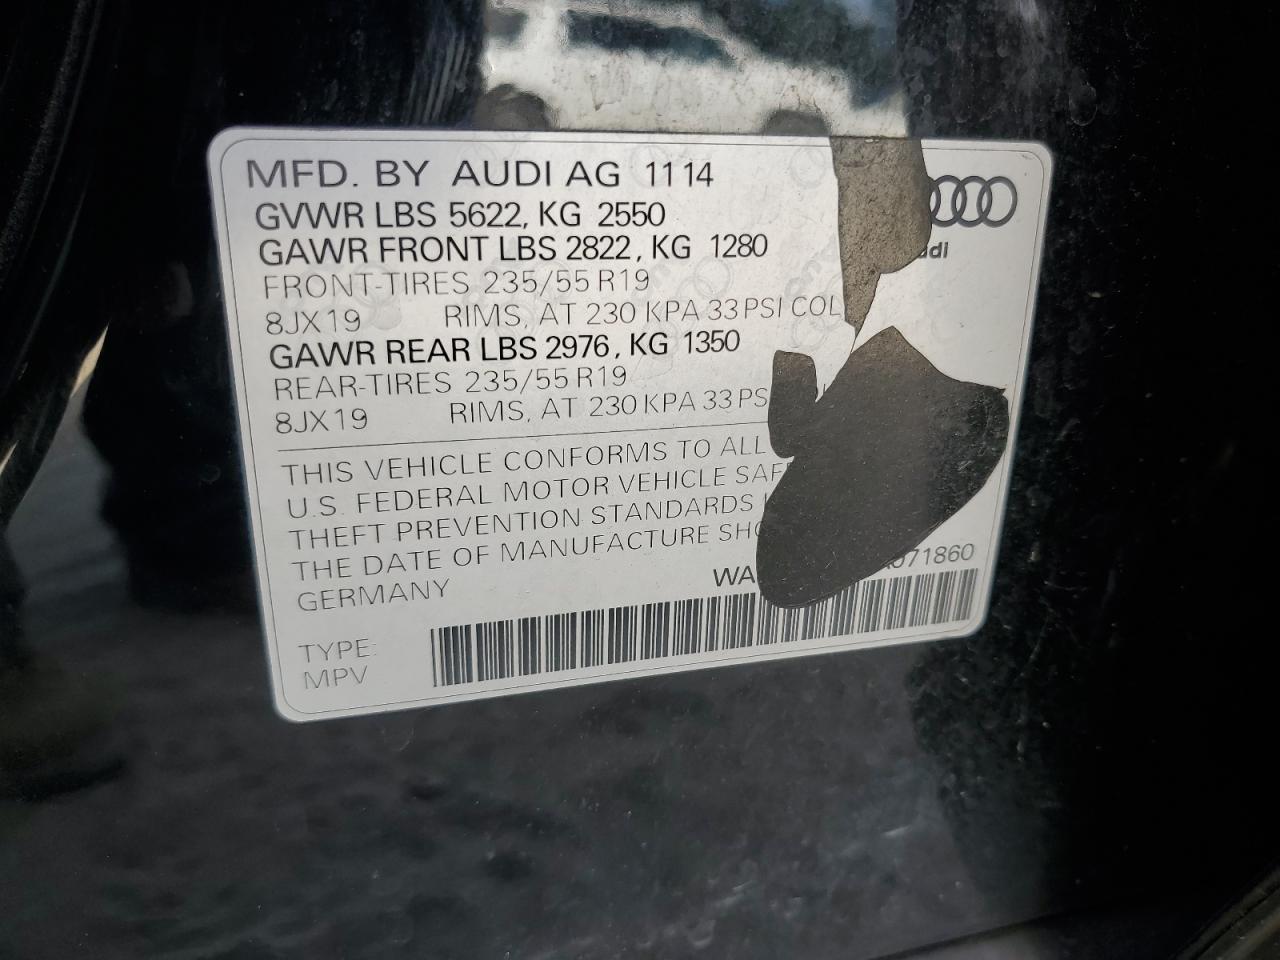 MFD. BY AUDI AG 11 14
GVWR LBS 5622, KG 2550
GAWR FRONT LBS 2822, KG 1280
FRONT-TIRES 235/55 R19
8JX19 RIMS, AT 230 KPA 33 PSI COL
GAWR REAR LBS 2976, KG 1350
REAR-TIRES 235/55 R19
8JX19 RIMS, AT 230 KPA 33 PS
THIS VEHICLE CONFORMS TO ALL
U.S. FEDERAL MOTOR VEHICLE SAF
THEFT PREVENTION STANDARDS
THE DATE OF MANUFACTURE SHO
GERMANY
WA 071860
TYPE:
MPV